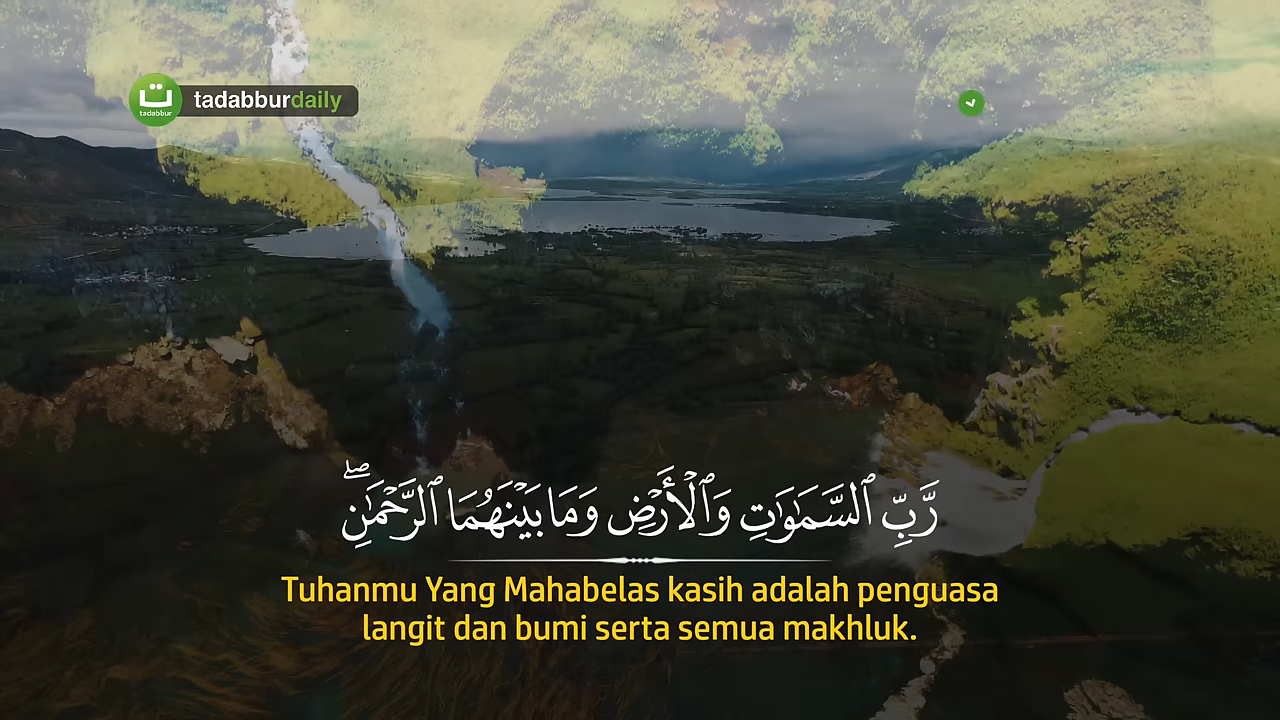 ت
tadabbur
tadabburdaily
رَّبِّ ٱلسَّمَـٰوَٰتِ وَٱلْأَرْضِ وَمَا بَيْنَهُمَا ٱلرَّحْمَـٰنِ ۖ
Tuhanmu Yang Mahabelas kasih adalah penguasa
langit dan bumi serta semua makhluk.